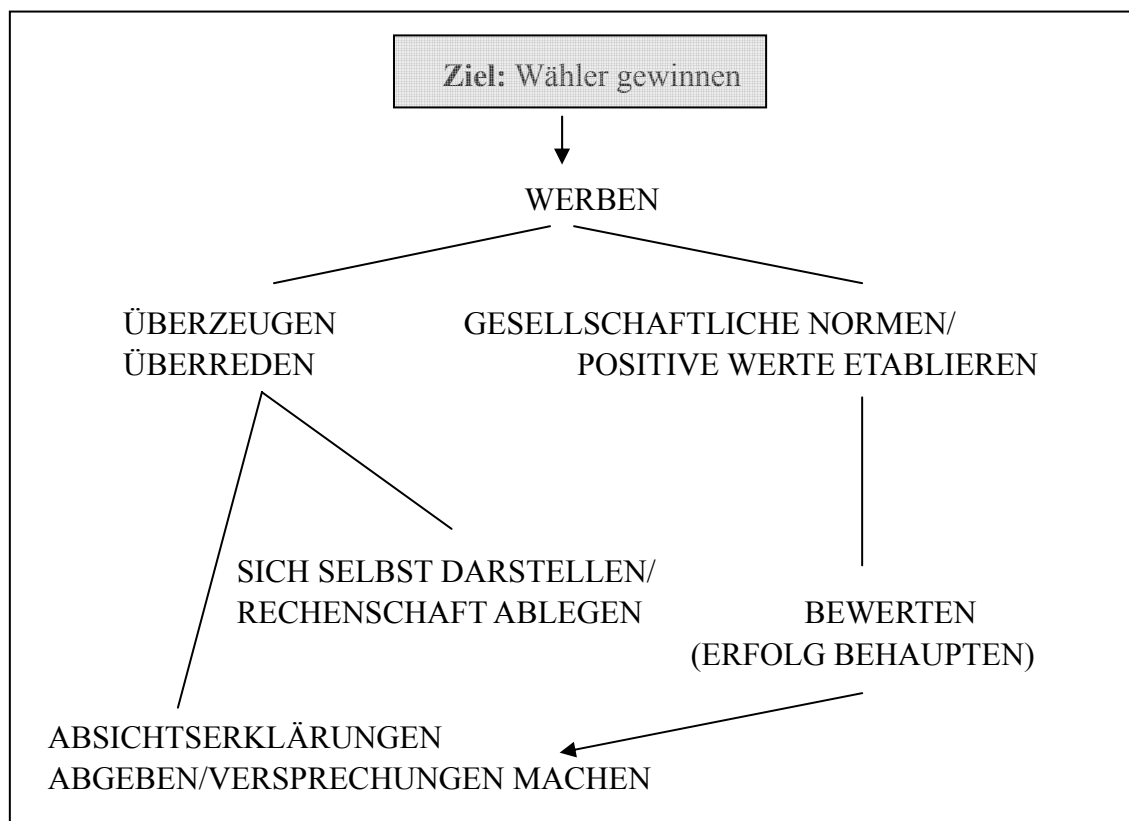 Ziel: Wähler gewinnen
WERBEN
ÜBERZEUGEN
ÜBERREDEN
GESELLSCHAFTLICHE NORMEN/
POSITIVE WERTE ETABLIEREN
SICH SELBST DARSTELLEN/
RECHENSCHAFT ABLEGEN
BEWERTEN
(ERFOLG BEHAUPTEN)
ABSICHTSERKLÄRUNGEN
ABGEBEN/VERSPRECHUNGEN MACHEN